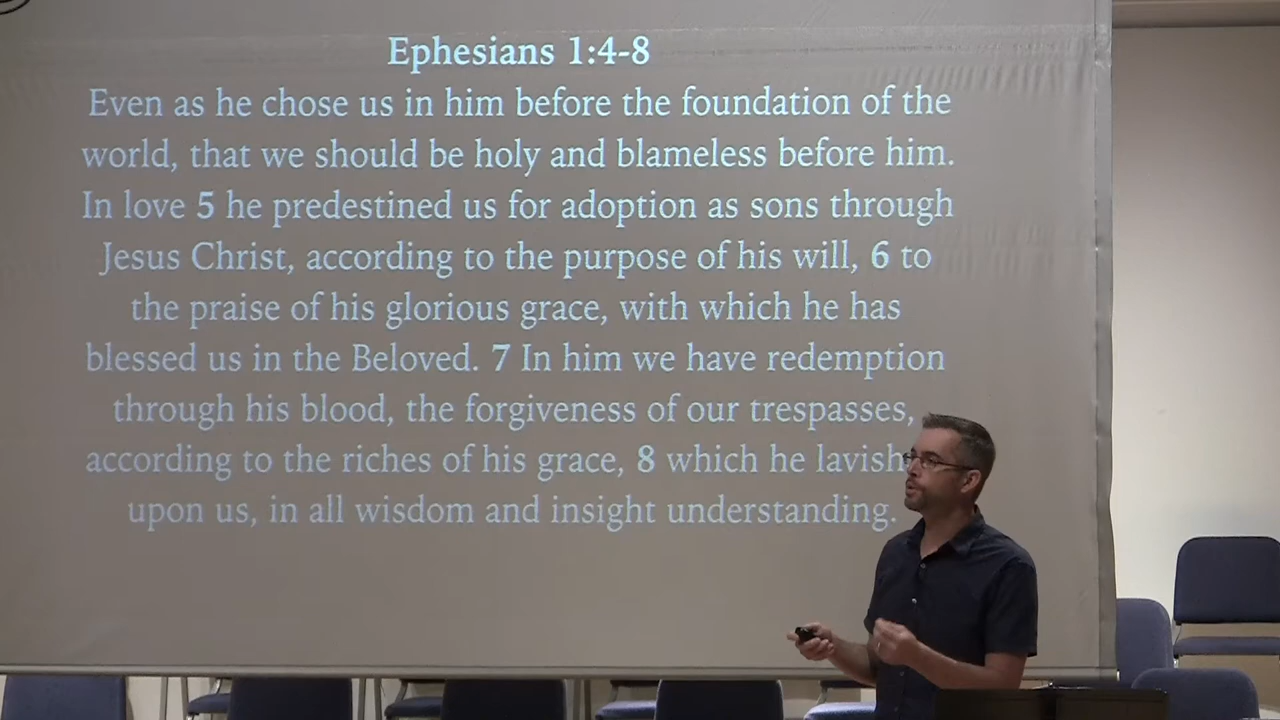 Ephesians 1:4-8
Even as he chose us in him before the foundation of the
world, that we should be holy and blameless before him.
In love 5 he predestined us for adoption as sons through
Jesus Christ, according to the purpose of his will, 6 to
the praise of his glorious grace, with which he has
blessed us in the Beloved. 7 In him we have redemption
through his blood, the forgiveness of our trespasses,
according to the riches of his grace, 8 which he lavish
upon us, in all wisdom and insight understanding.